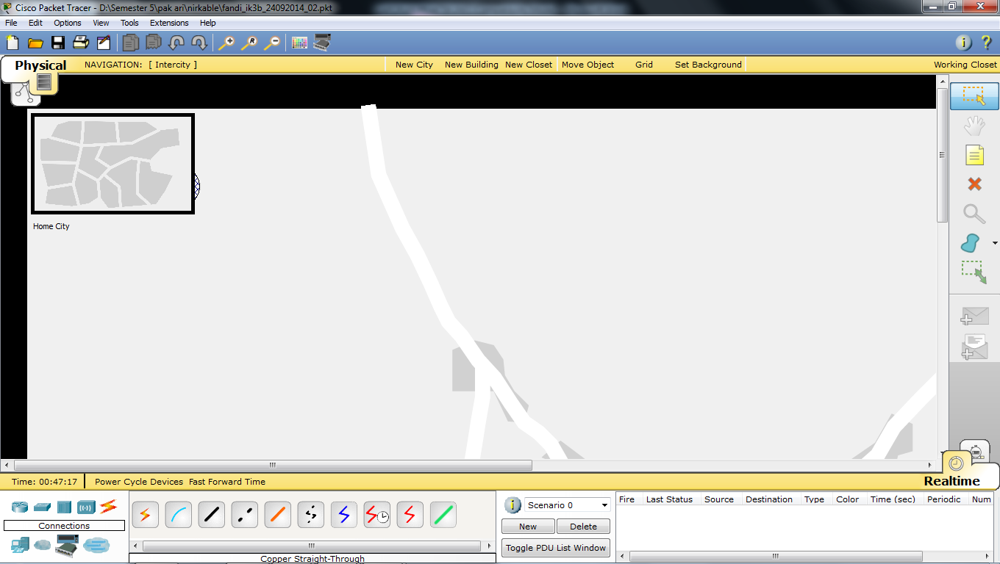 Cisco Packet Tracer - D:\Semester 5\pak ari\nirkable\fandi_ik3b_24092014_02.pkt
File Edit Options View Tools Extensions Help
Physical NAVIGATION: [ Intercity ] New City New Building New Closet Move Object Grid Set Background Working Closet
Home City
Time: 00:47:17 Power Cycle Devices Fast Forward Time Realtime
Connections
Copper Straight-Through
Scenario 0
New Delete
Toggle PDU List Window
Fire Last Status Source Destination Type Color Time (sec) Periodic Num